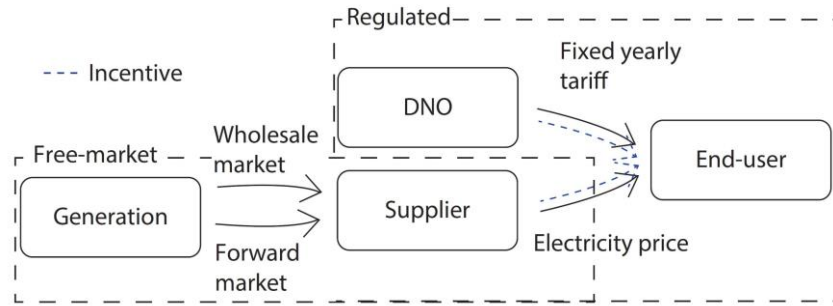 Regulated
Incentive
Fixed yearly
tariff
DNO
Wholesale
market
Free-market
End-user
Generation
Supplier
Forward
market
Electricity price